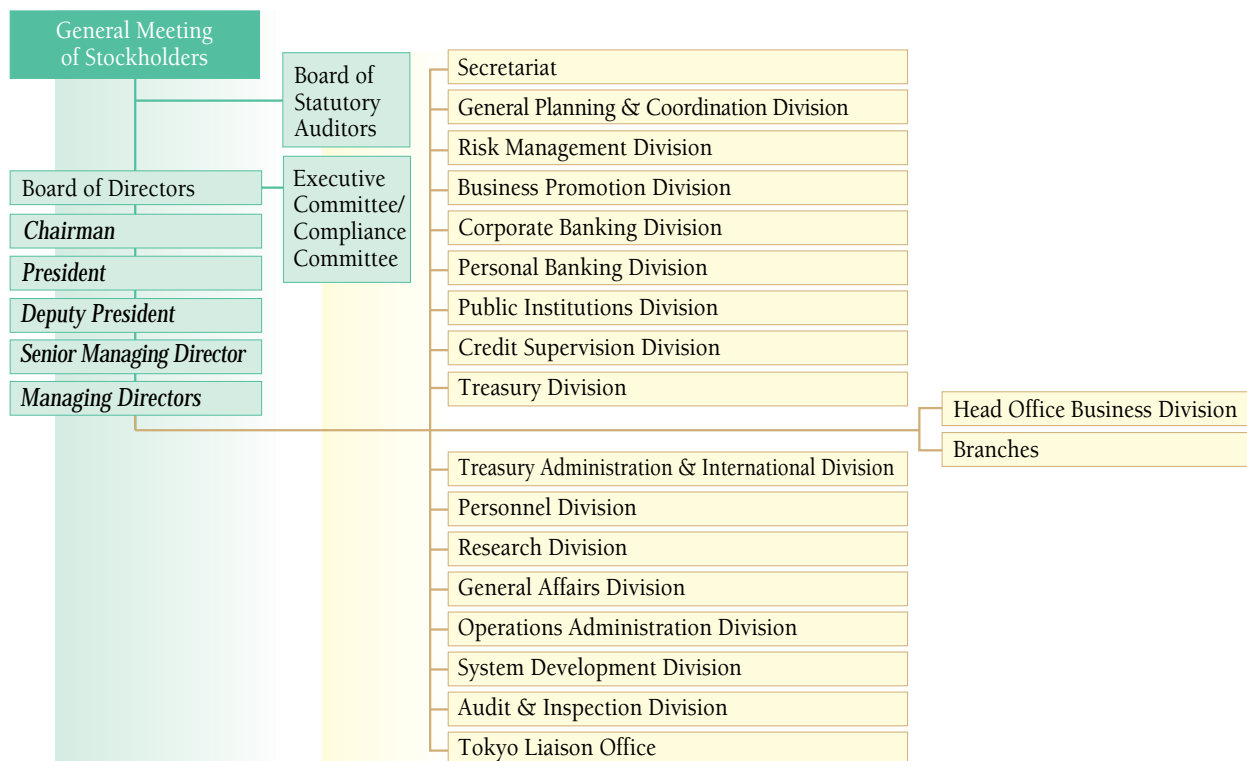 General Meeting
of Stockholders
Board of
Statutory
Auditors
Board of Directors
Executive
Committee/
Compliance
Committee
Chairman
President
Deputy President
Senior Managing Director
Managing Directors
Secretariat
General Planning & Coordination Division
Risk Management Division
Business Promotion Division
Corporate Banking Division
Personal Banking Division
Public Institutions Division
Credit Supervision Division
Treasury Division
Head Office Business Division
Branches
Treasury Administration & International Division
Personnel Division
Research Division
General Affairs Division
Operations Administration Division
System Development Division
Audit & Inspection Division
Tokyo Liaison Office